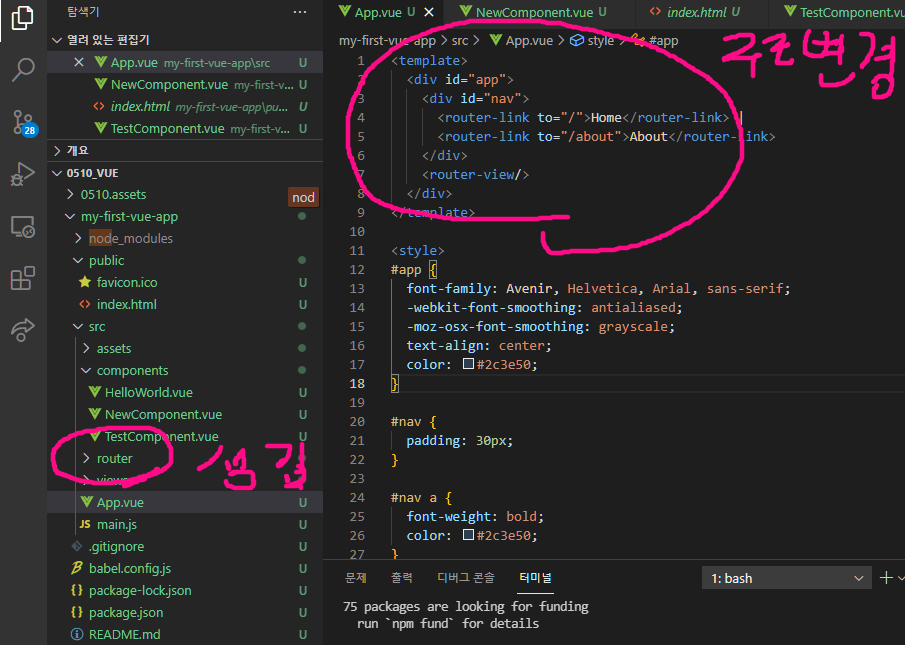 탐색기
···
열려 있는 편집기
App.vue my-first-vue-app\src U
NewComponent.vue my-first-v... U
index.html my-first-vue-app\pu... U
TestComponent.vue my-first-v... U
개요
0510_VUE
0510.assets
nod
my-first-vue-app
node_modules
public
favicon.ico U
index.html U
src
assets
components
HelloWorld.vue U
NewComponent.vue U
TestComponent.vue U
router
생김
views
App.vue U
JS main.js U
.gitignore U
babel.config.js U
package-lock.json U
package.json U
README.md U
28
App.vue U
NewComponent.vue U
index.html U
TestComponent.vu
my-first-vue-app > src > App.vue > style > #app
변경
1 <template>
2 <div id="app">
3 <div id="nav">
4 <router-link to="/">Home</router-link> |
5 <router-link to="/about">About</router-link>
6 </div>
7 <router-view/>
8 </div>
9 </template>
10
11 <style>
12 #app {
13 font-family: Avenir, Helvetica, Arial, sans-serif;
14 -webkit-font-smoothing: antialiased;
15 -moz-osx-font-smoothing: grayscale;
16 text-align: center;
17 color: #2c3e50;
18 }
19
20 #nav {
21 padding: 30px;
22 }
23
24 #nav a {
25 font-weight: bold;
26 color: #2c3e50;
27 }
문제 출력 디버그 콘솔 터미널
1: bash
75 packages are looking for funding
run `npm fund` for details